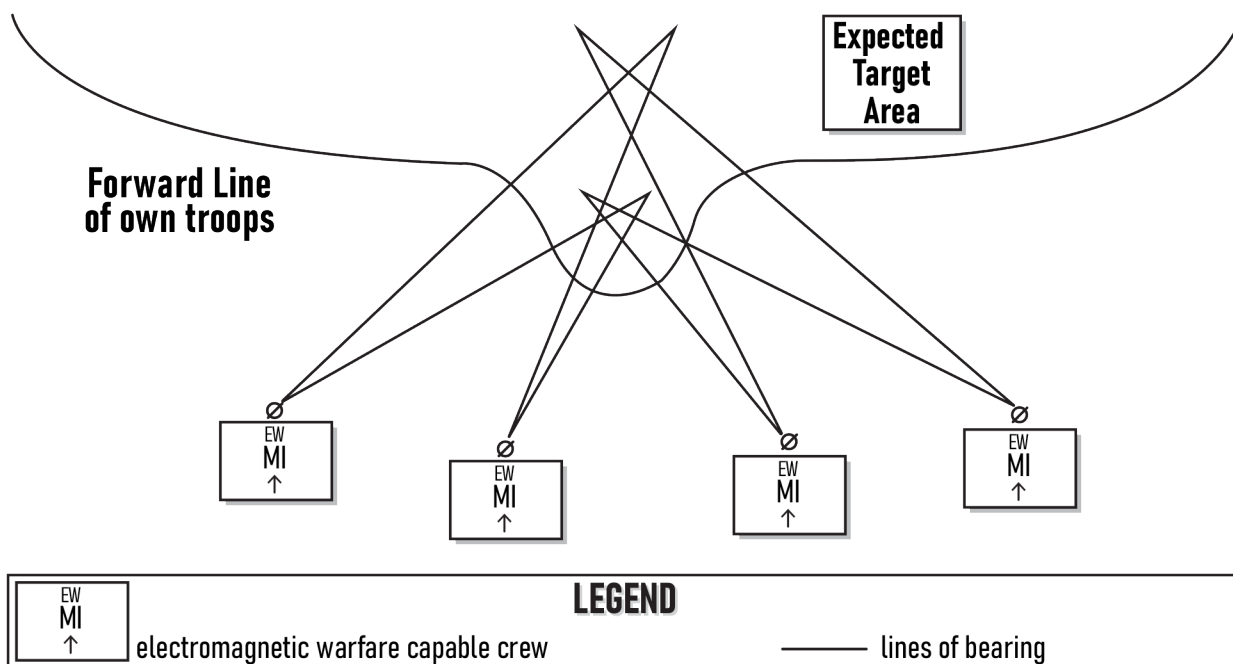 Expected
Target
Area
Forward Line
of own troops
EW
MI
↑
EW
MI
↑
EW
MI
↑
EW
MI
↑
LEGEND
EW
MI
↑
electromagnetic warfare capable crew
lines of bearing